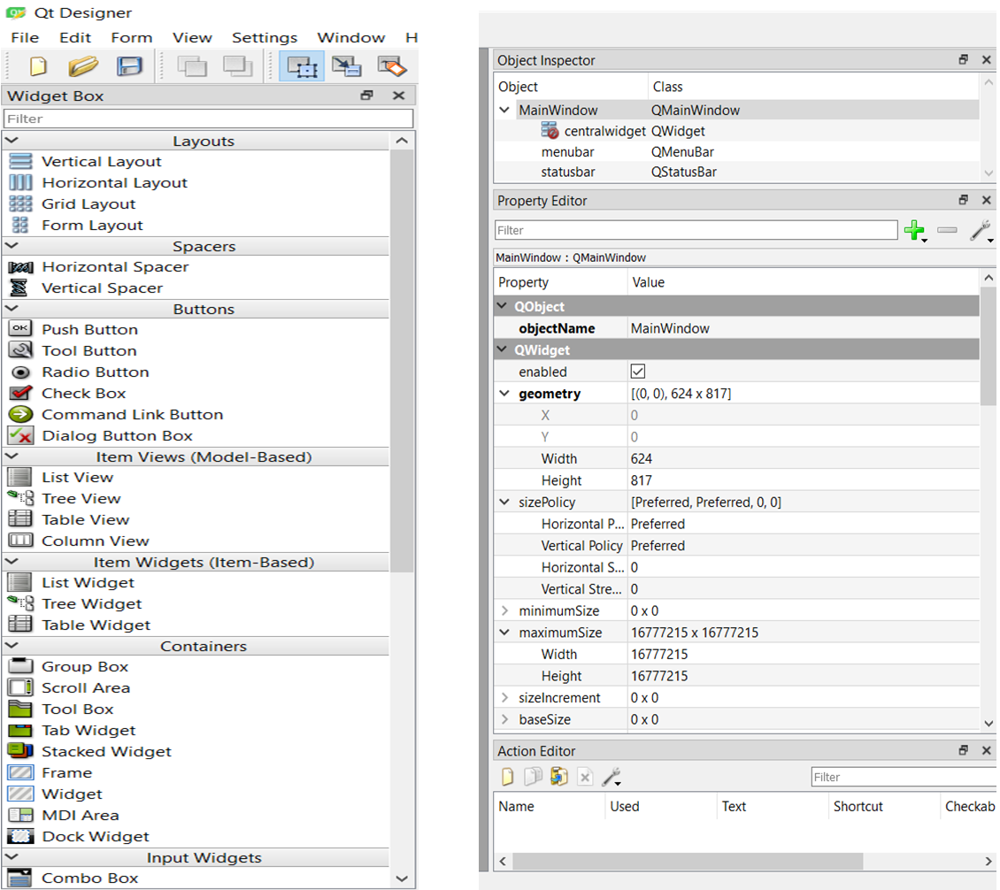 Qt Designer
File Edit Form View Settings Window H
Widget Box
Filter
Layouts
Vertical Layout
Horizontal Layout
Grid Layout
Form Layout
Spacers
Horizontal Spacer
Vertical Spacer
Buttons
OK Push Button
Tool Button
Radio Button
Check Box
Command Link Button
Dialog Button Box
Item Views (Model-Based)
List View
Tree View
Table View
Column View
Item Widgets (Item-Based)
List Widget
Tree Widget
Table Widget
Containers
Group Box
Scroll Area
Tool Box
Tab Widget
Stacked Widget
Frame
Widget
MDI Area
Dock Widget
Input Widgets
Combo Box
Object Inspector
Object Class
MainWindow QMainWindow
centralwidget QWidget
menubar QMenuBar
statusbar QStatusBar
Property Editor
Filter
MainWindow : QMainWindow
Property Value
QObject
objectName MainWindow
QWidget
enabled
geometry [(0, 0), 624 x 817]
X 0
Y 0
Width 624
Height 817
sizePolicy [Preferred, Preferred, 0, 0]
Horizontal P... Preferred
Vertical Policy Preferred
Horizontal S... 0
Vertical Stre... 0
minimumSize 0 x 0
maximumSize 16777215 x 16777215
Width 16777215
Height 16777215
sizeIncrement 0 x 0
baseSize 0 x 0
Action Editor
Filter
Name Used Text Shortcut Checkab